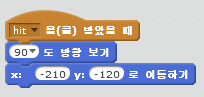 hit 을(를) 받았을 때
90 도 방향 보기
x: -210 y: -120 로 이동하기